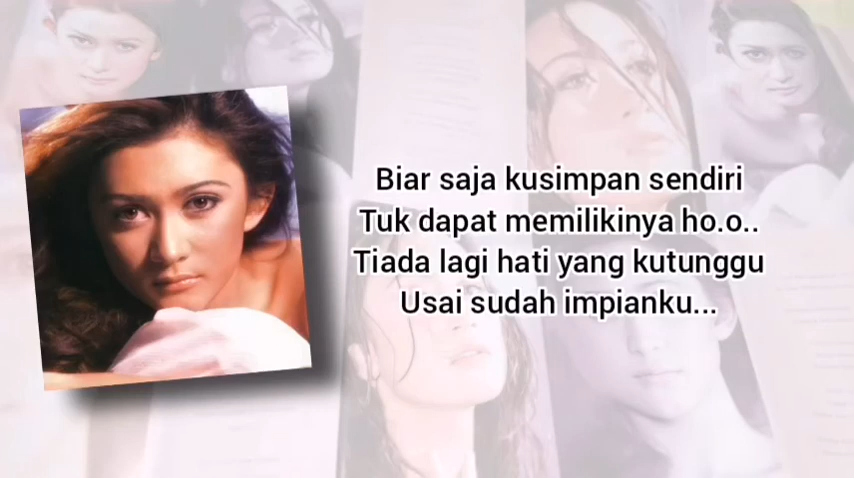 Biar saja kusimpan sendiri
Tuk dapat memilikinya ho.o..
Tiada lagi hati yang kutunggu
Usai sudah impianku...